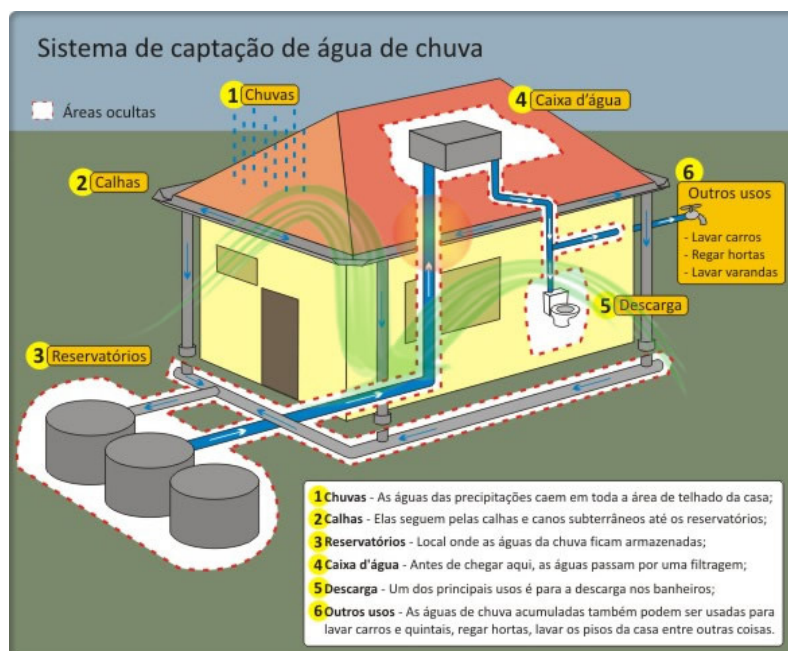 Sistema de captação de água de chuva
Áreas ocultas
1 Chuvas
4 Caixa d'água
2 Calhas
6
Outros usos
- Lavar carros
- Regar hortas
- Lavar varandas
5 Descarga
3 Reservatórios
1 Chuvas - As águas das precipitações caem em toda a área de telhado da casa;
2 Calhas - Elas seguem pelas calhas e canos subterrâneos até os reservatórios;
3 Reservatórios - Local onde as águas da chuva ficam armazenadas;
4 Caixa d'água - Antes de chegar aqui, as águas passam por uma filtragem;
5 Descarga - Um dos principais usos é para a descarga nos banheiros;
6 Outros usos - As águas de chuva acumuladas também podem ser usadas para
lavar carros e quintais, regar hortas, lavar os pisos da casa entre outras coisas.